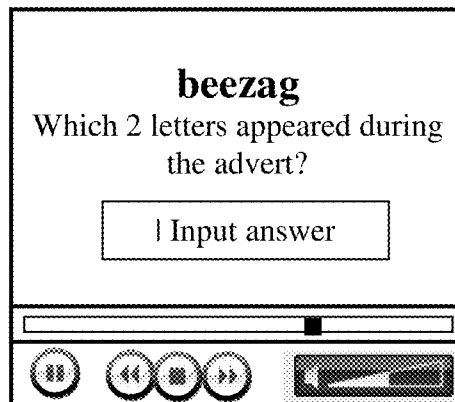 beezag
Which 2 letters appeared during
the advert?
Input answer